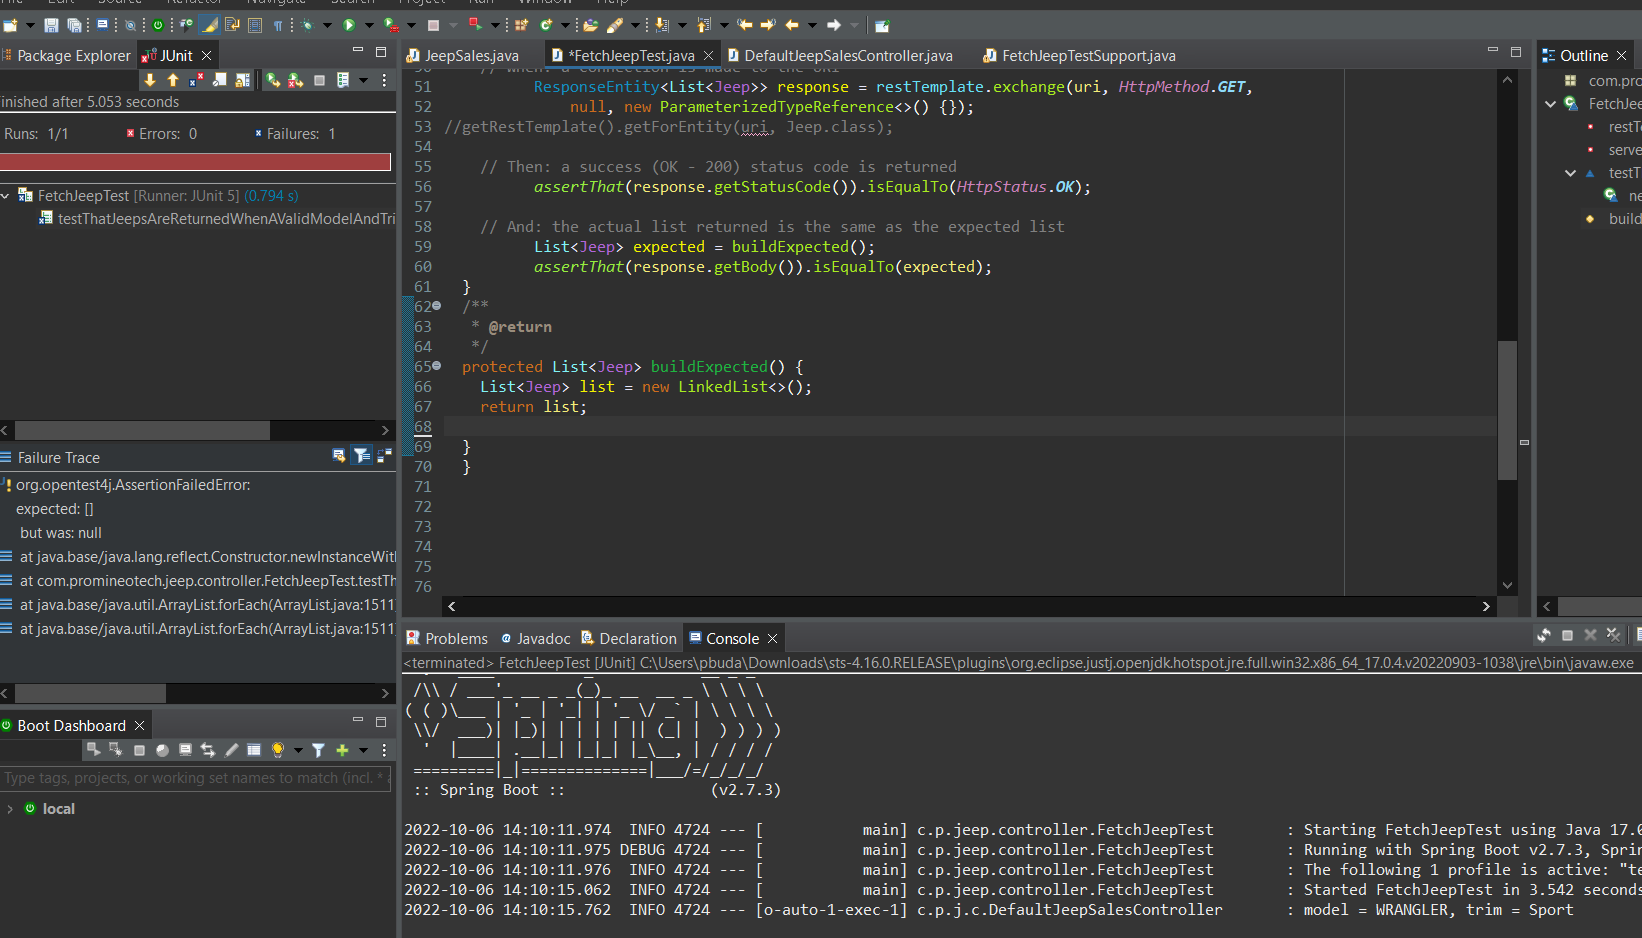 Package Explorer
JUnit
inished after 5.053 seconds
Runs: 1/1
Errors: 0
Failures: 1
FetchJeepTest [Runner: JUnit 5] (0.794 s)
testThatJeepsAreReturnedWhenAValidModelAndTri
Failure Trace
org.opentest4j.AssertionFailedError:
expected: []
but was: null
at java.base/java.lang.reflect.Constructor.newInstanceWit
at com.promineotech.jeep.controller.FetchJeepTest.testTh
at java.base/java.util.ArrayList.forEach(ArrayList.java:1511
at java.base/java.util.ArrayList.forEach(ArrayList.java:1511
Boot Dashboard
Type tags, projects, or working set names to match (incl. *
local
JeepSales.java
*FetchJeepTest.java
DefaultJeepSalesController.java
FetchJeepTestSupport.java
50 // When: a connection is made to the URI
51 ResponseEntity<List<Jeep>> response = restTemplate.exchange(uri, HttpMethod.GET,
52 null, new ParameterizedTypeReference<>() {});
53 //getRestTemplate().getForEntity(uri, Jeep.class);
54
55 // Then: a success (OK - 200) status code is returned
56 assertThat(response.getStatusCode()).isEqualTo(HttpStatus.OK);
57
58 // And: the actual list returned is the same as the expected list
59 List<Jeep> expected = buildExpected();
60 assertThat(response.getBody()).isEqualTo(expected);
61 }
62 /**
63 * @return
64 */
65 protected List<Jeep> buildExpected() {
66 List<Jeep> list = new LinkedList<>();
67 return list;
68
69 }
70 }
71
72
73
74
75
76
Outline
com.pro
FetchJee
restT
serve
testT
ne
build
Problems
Javadoc
Declaration
Console
<terminated> FetchJeepTest [JUnit] C:\Users\pbuda\Downloads\sts-4.16.0.RELEASE\plugins\org.eclipse.justj.openjdk.hotspot.jre.full.win32.x86_64_17.0.4.v20220903-1038\jre\bin\javaw.exe
:: Spring Boot :: (v2.7.3)
2022-10-06 14:10:11.974 INFO 4724 --- [ main] c.p.jeep.controller.FetchJeepTest : Starting FetchJeepTest using Java 17.0
2022-10-06 14:10:11.975 DEBUG 4724 --- [ main] c.p.jeep.controller.FetchJeepTest : Running with Spring Boot v2.7.3, Sprin
2022-10-06 14:10:11.976 INFO 4724 --- [ main] c.p.jeep.controller.FetchJeepTest : The following 1 profile is active: "te
2022-10-06 14:10:15.062 INFO 4724 --- [ main] c.p.jeep.controller.FetchJeepTest : Started FetchJeepTest in 3.542 seconds
2022-10-06 14:10:15.762 INFO 4724 --- [o-auto-1-exec-1] c.p.j.c.DefaultJeepSalesController : model = WRANGLER, trim = Sport